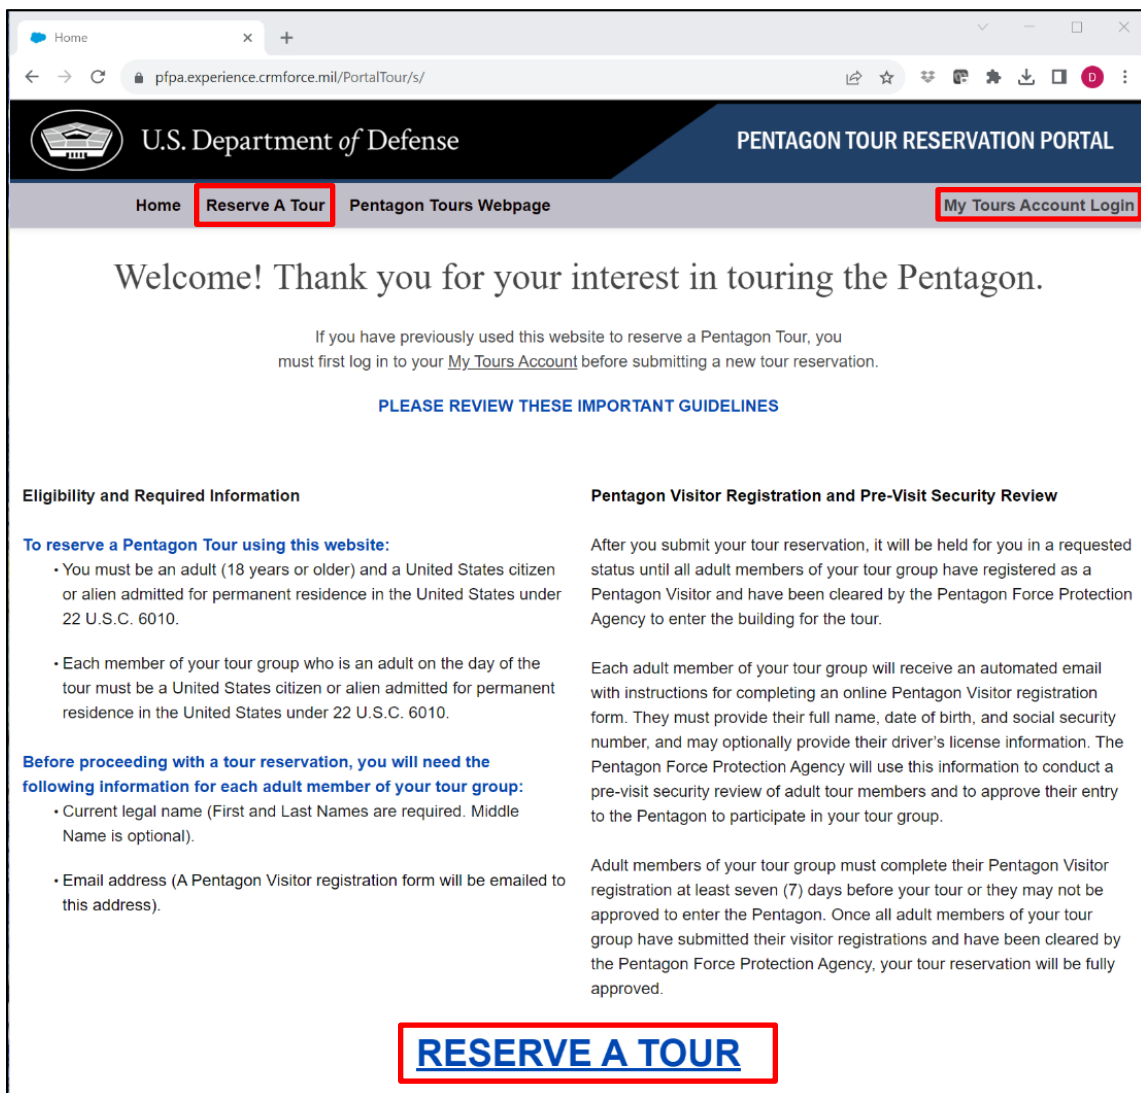 Home
pfpa.experience.crmforce.mil/PortalTour/s/
D
U.S. Department of Defense
PENTAGON TOUR RESERVATION PORTAL
Home Reserve A Tour Pentagon Tours Webpage My Tours Account Login
Welcome! Thank you for your interest in touring the Pentagon.
If you have previously used this website to reserve a Pentagon Tour, you
must first log in to your My Tours Account before submitting a new tour reservation.
PLEASE REVIEW THESE IMPORTANT GUIDELINES
Eligibility and Required Information
To reserve a Pentagon Tour using this website:
• You must be an adult (18 years or older) and a United States citizen
or alien admitted for permanent residence in the United States under
22 U.S.C. 6010.
• Each member of your tour group who is an adult on the day of the
tour must be a United States citizen or alien admitted for permanent
residence in the United States under 22 U.S.C. 6010.
Before proceeding with a tour reservation, you will need the
following information for each adult member of your tour group:
• Current legal name (First and Last Names are required. Middle
Name is optional).
• Email address (A Pentagon Visitor registration form will be emailed to
this address).
Pentagon Visitor Registration and Pre-Visit Security Review
After you submit your tour reservation, it will be held for you in a requested
status until all adult members of your tour group have registered as a
Pentagon Visitor and have been cleared by the Pentagon Force Protection
Agency to enter the building for the tour.
Each adult member of your tour group will receive an automated email
with instructions for completing an online Pentagon Visitor registration
form. They must provide their full name, date of birth, and social security
number, and may optionally provide their driver's license information. The
Pentagon Force Protection Agency will use this information to conduct a
pre-visit security review of adult tour members and to approve their entry
to the Pentagon to participate in your tour group.
Adult members of your tour group must complete their Pentagon Visitor
registration at least seven (7) days before your tour or they may not be
approved to enter the Pentagon. Once all adult members of your tour
group have submitted their visitor registrations and have been cleared by
the Pentagon Force Protection Agency, your tour reservation will be fully
approved.
RESERVE A TOUR